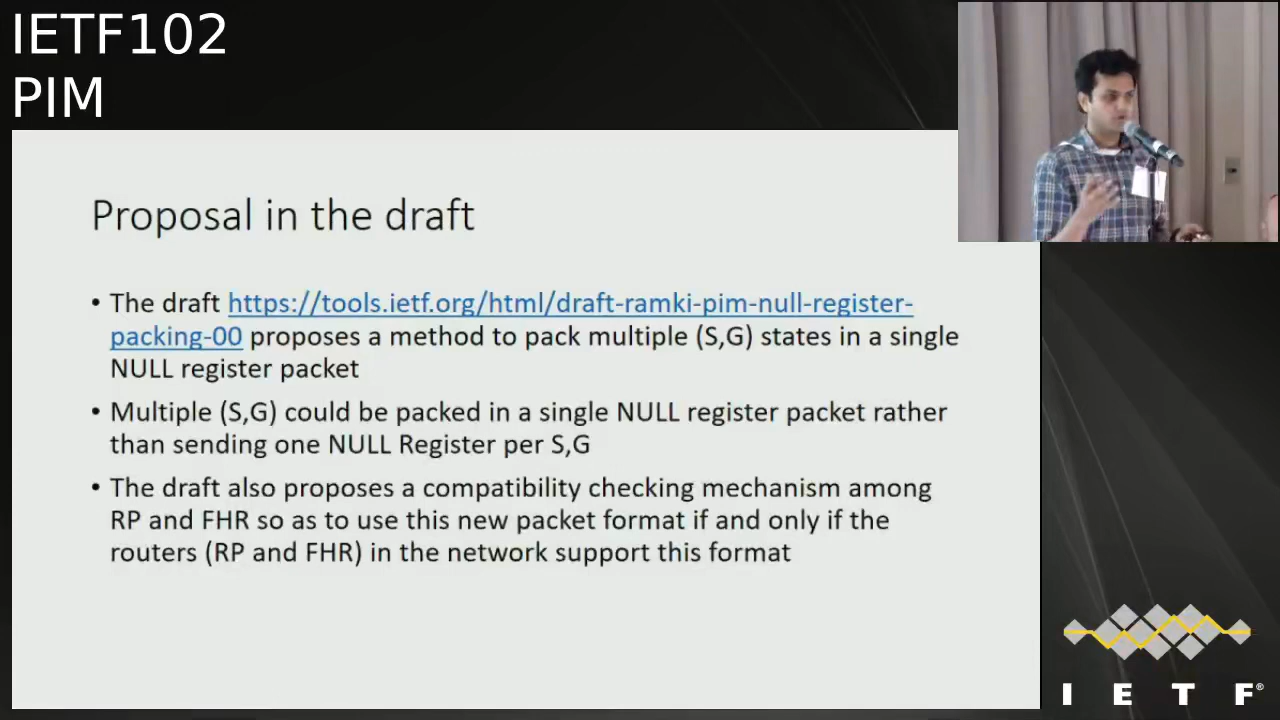 IETF102
PIM
Proposal in the draft
• The draft https://tools.ietf.org/html/draft-ramki-pim-null-register-
packing-00 proposes a method to pack multiple (S,G) states in a single
NULL register packet
• Multiple (S,G) could be packed in a single NULL register packet rather
than sending one NULL Register per S,G
• The draft also proposes a compatibility checking mechanism among
RP and FHR so as to use this new packet format if and only if the
routers (RP and FHR) in the network support this format
I E T F®